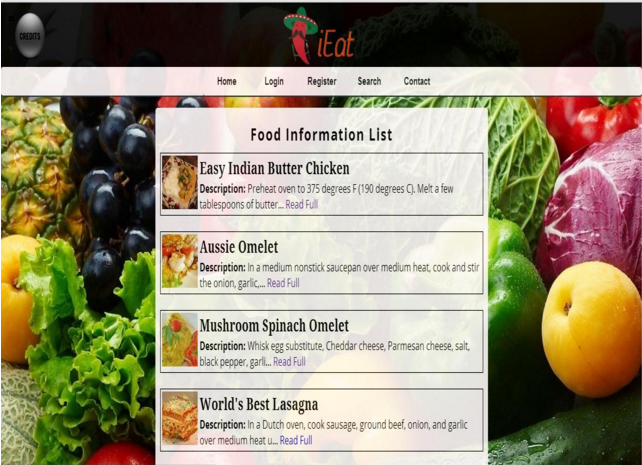 CREDITS
iEat
Home Login Register Search Contact
Food Information List
Easy Indian Butter Chicken
Description: Preheat oven to 375 degrees F (190 degrees C). Melt a few
tablespoons of butter... Read Full
Aussie Omelet
Description: In a medium nonstick saucepan over medium heat, cook and stir
the onion, garlic,... Read Full
Mushroom Spinach Omelet
Description: Whisk egg substitute, Cheddar cheese, Parmesan cheese, salt,
black pepper, garli... Read Full
World's Best Lasagna
Description: In a Dutch oven, cook sausage, ground beef, onion, and garlic
over medium heat u... Read Full